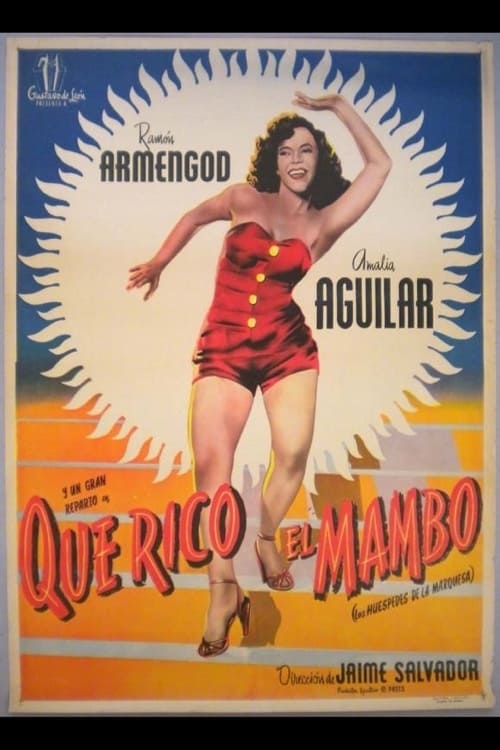 Gustavo de León
PRESENTA A
Ramón
ARMENGOD
Amalia
AGUILAR
Y UN GRAN
REPARTO en
QUE RICO EL MAMBO
(LOS HUESPEDES DE LA MARQUESA)
Dirección de JAIME SALVADOR